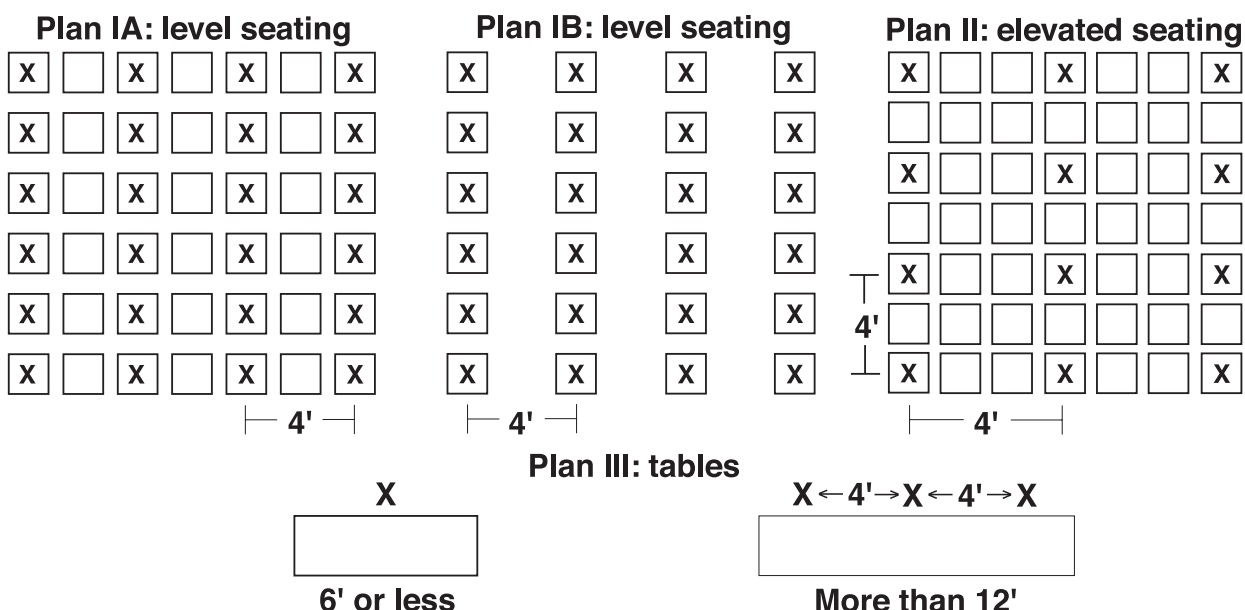 Plan IA: level seating
X X X X
X X X X
X X X X
X X X X
X X X X
X X X X
4'
Plan IB: level seating
X X X X
X X X X
X X X X
X X X X
X X X X
X X X X
4'
Plan II: elevated seating
X X X
X X X
X X X
4'
X X X
4'
Plan III: tables
X
6' or less
X 4' X 4' X
More than 12'